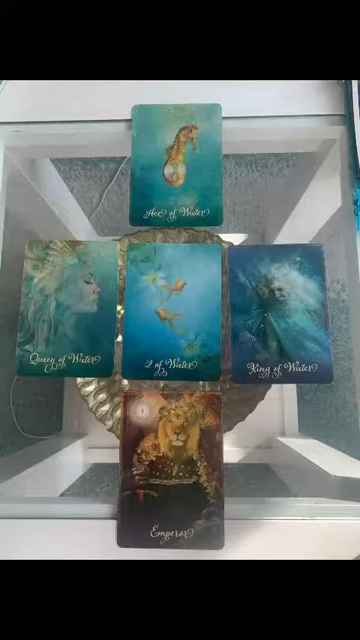 Ace of Water
Queen of Water
2 of Water
King of Water
Emperor